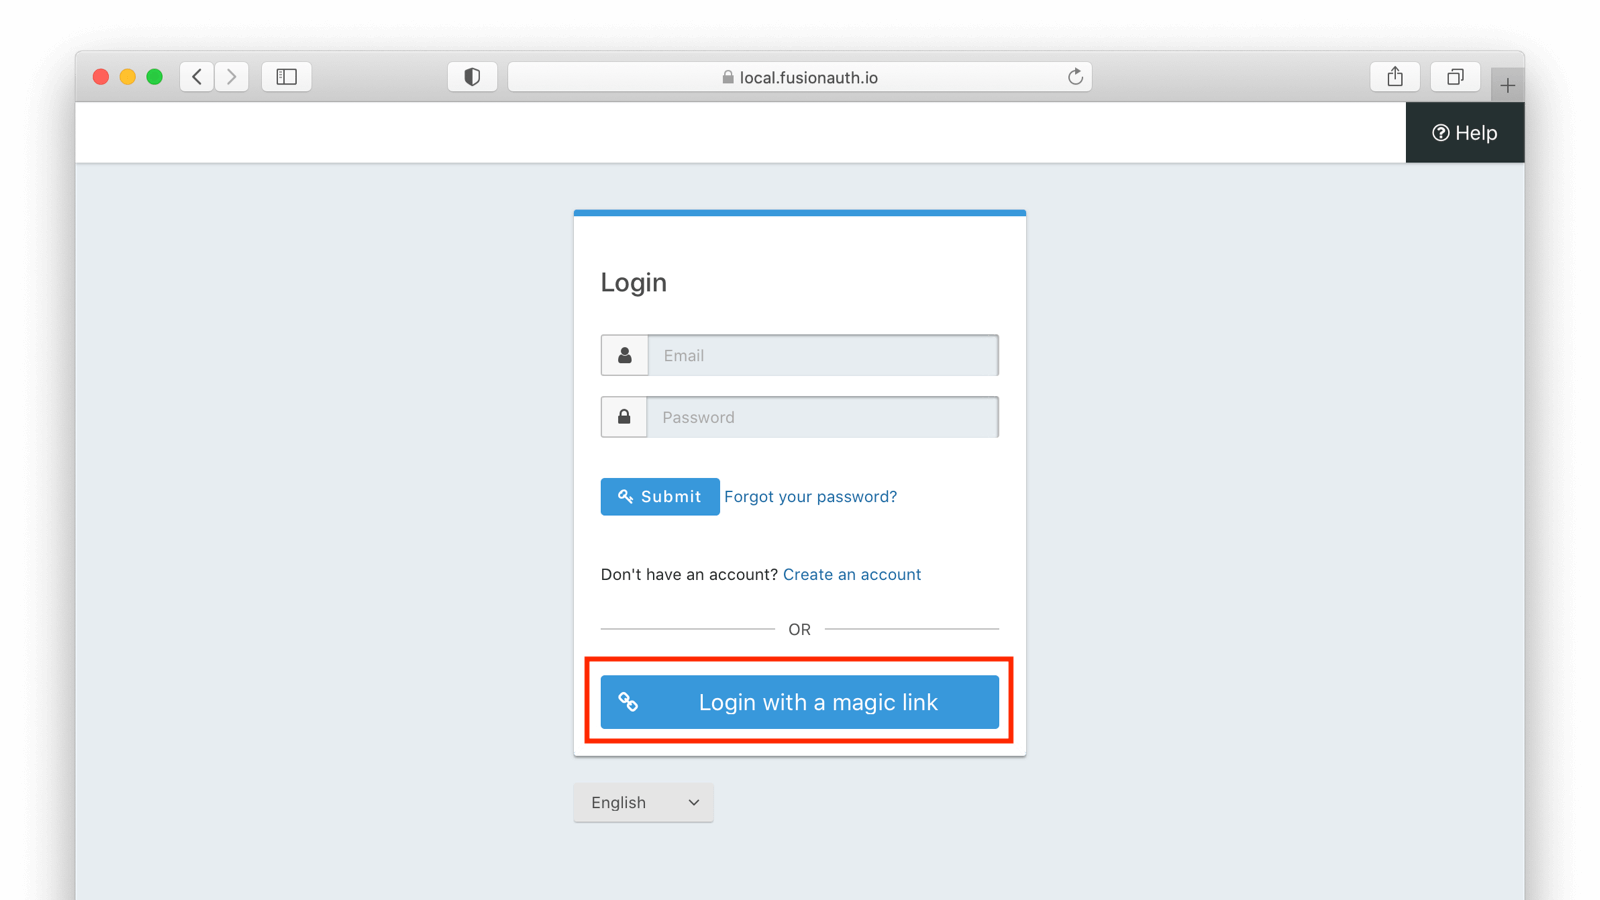 local.fusionauth.io
Help
Login
Email
Password
Submit Forgot your password?
Don't have an account? Create an account
OR
Login with a magic link
English